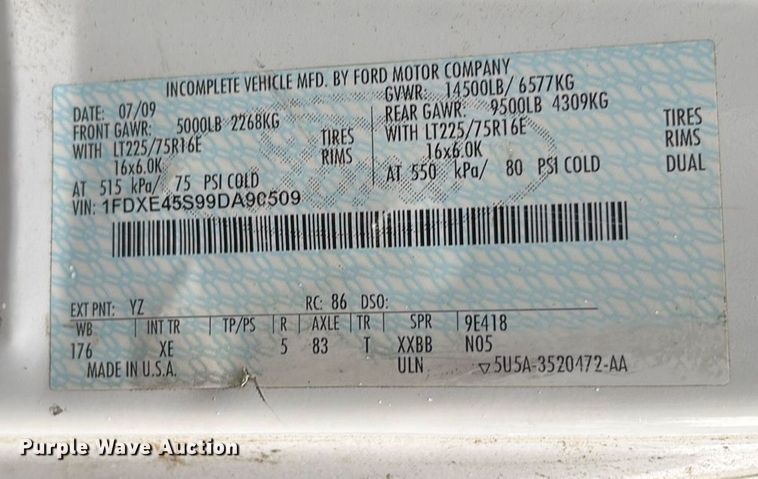 INCOMPLETE VEHICLE MFD. BY FORD MOTOR COMPANY
DATE: 07/09 GVWR: 14500LB/ 6577KG
FRONT GAWR: 5000LB 2268KG REAR GAWR: 9500LB 4309KG
WITH LT225/75R16E TIRES WITH LT225/75R16E TIRES
16x6.0K RIMS 16x6.0K RIMS
AT 515 kPa/ 75 PSI COLD AT 550 kPa/ 80 PSI COLD DUAL
VIN: 1FDXE45S99DA90509
EXT PNT: YZ RC: 86 DSO:
WB INT TR TP/PS R AXLE TR SPR 9E418
176 XE 5 83 T XXBB N05
MADE IN U.S.A. ULN ▽5U5A-3520472-AA
Purple Wave Auction